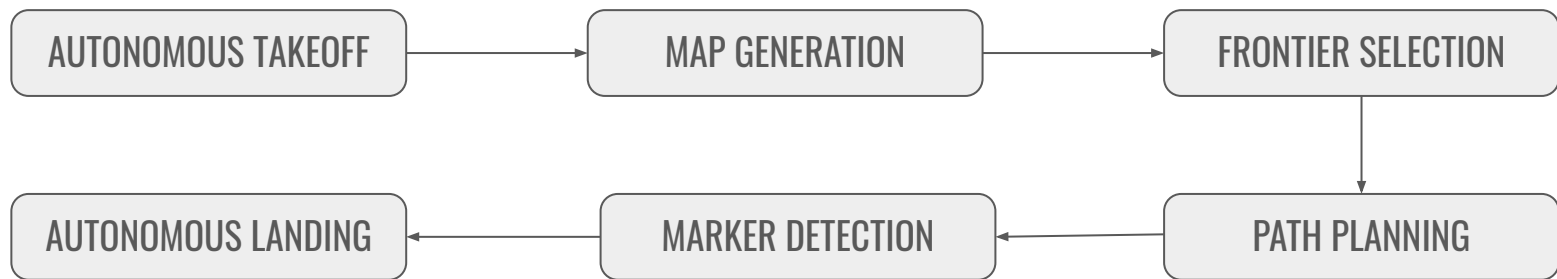 AUTONOMOUS TAKEOFF
MAP GENERATION
FRONTIER SELECTION
PATH PLANNING
MARKER DETECTION
AUTONOMOUS LANDING